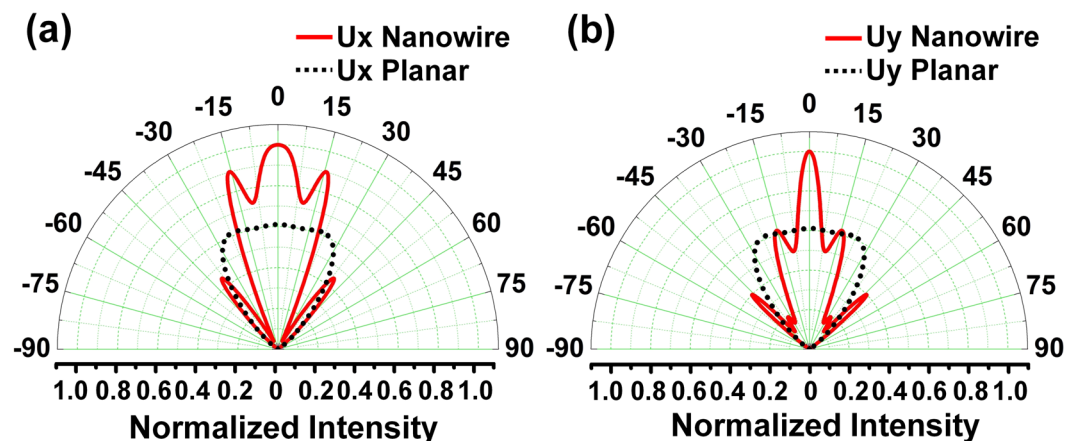 (a)
Ux Nanowire
Ux Planar
0
-15 15
-30 30
-45 45
-60 60
-75 75
-90 90
1.0 0.8 0.6 0.4 0.2 0 0.2 0.4 0.6 0.8 1.0
Normalized Intensity
(b)
Uy Nanowire
Uy Planar
0
-15 15
-30 30
-45 45
-60 60
-75 75
-90 90
1.0 0.8 0.6 0.4 0.2 0 0.20 0.4 0.6 0.8 1.0
Normalized Intensity